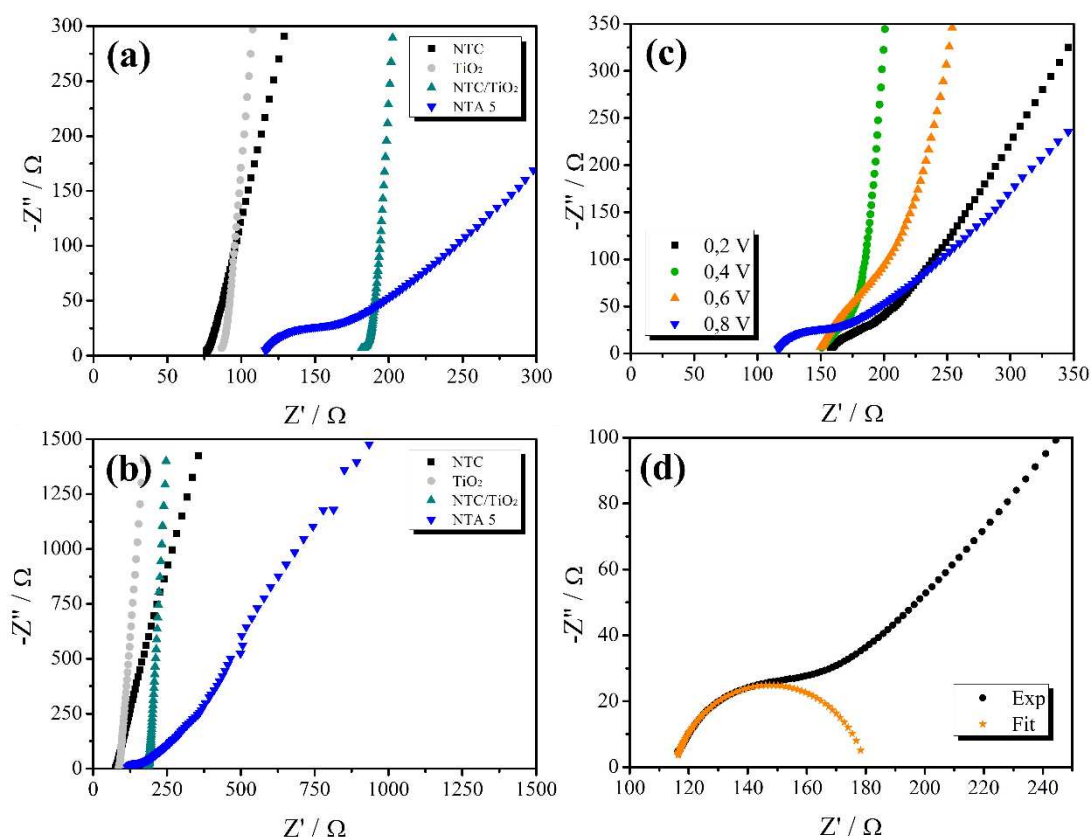 (a)
NTC
TiO₂
NTC/TiO₂
NTA 5
300
250
200
150
100
50
0
-Z'' / Ω
0 50 100 150 200 250 300
Z' / Ω
(c)
0,2 V
0,4 V
0,6 V
0,8 V
350
300
250
200
150
100
50
0
-Z'' / Ω
0 50 100 150 200 250 300 350
Z' / Ω
(b)
NTC
TiO₂
NTC/TiO₂
NTA 5
1500
1250
1000
750
500
250
0
-Z'' / Ω
0 250 500 750 1000 1250 1500
Z' / Ω
(d)
Exp
Fit
100
80
60
40
20
0
-Z'' / Ω
100 120 140 160 180 200 220 240
Z' / Ω